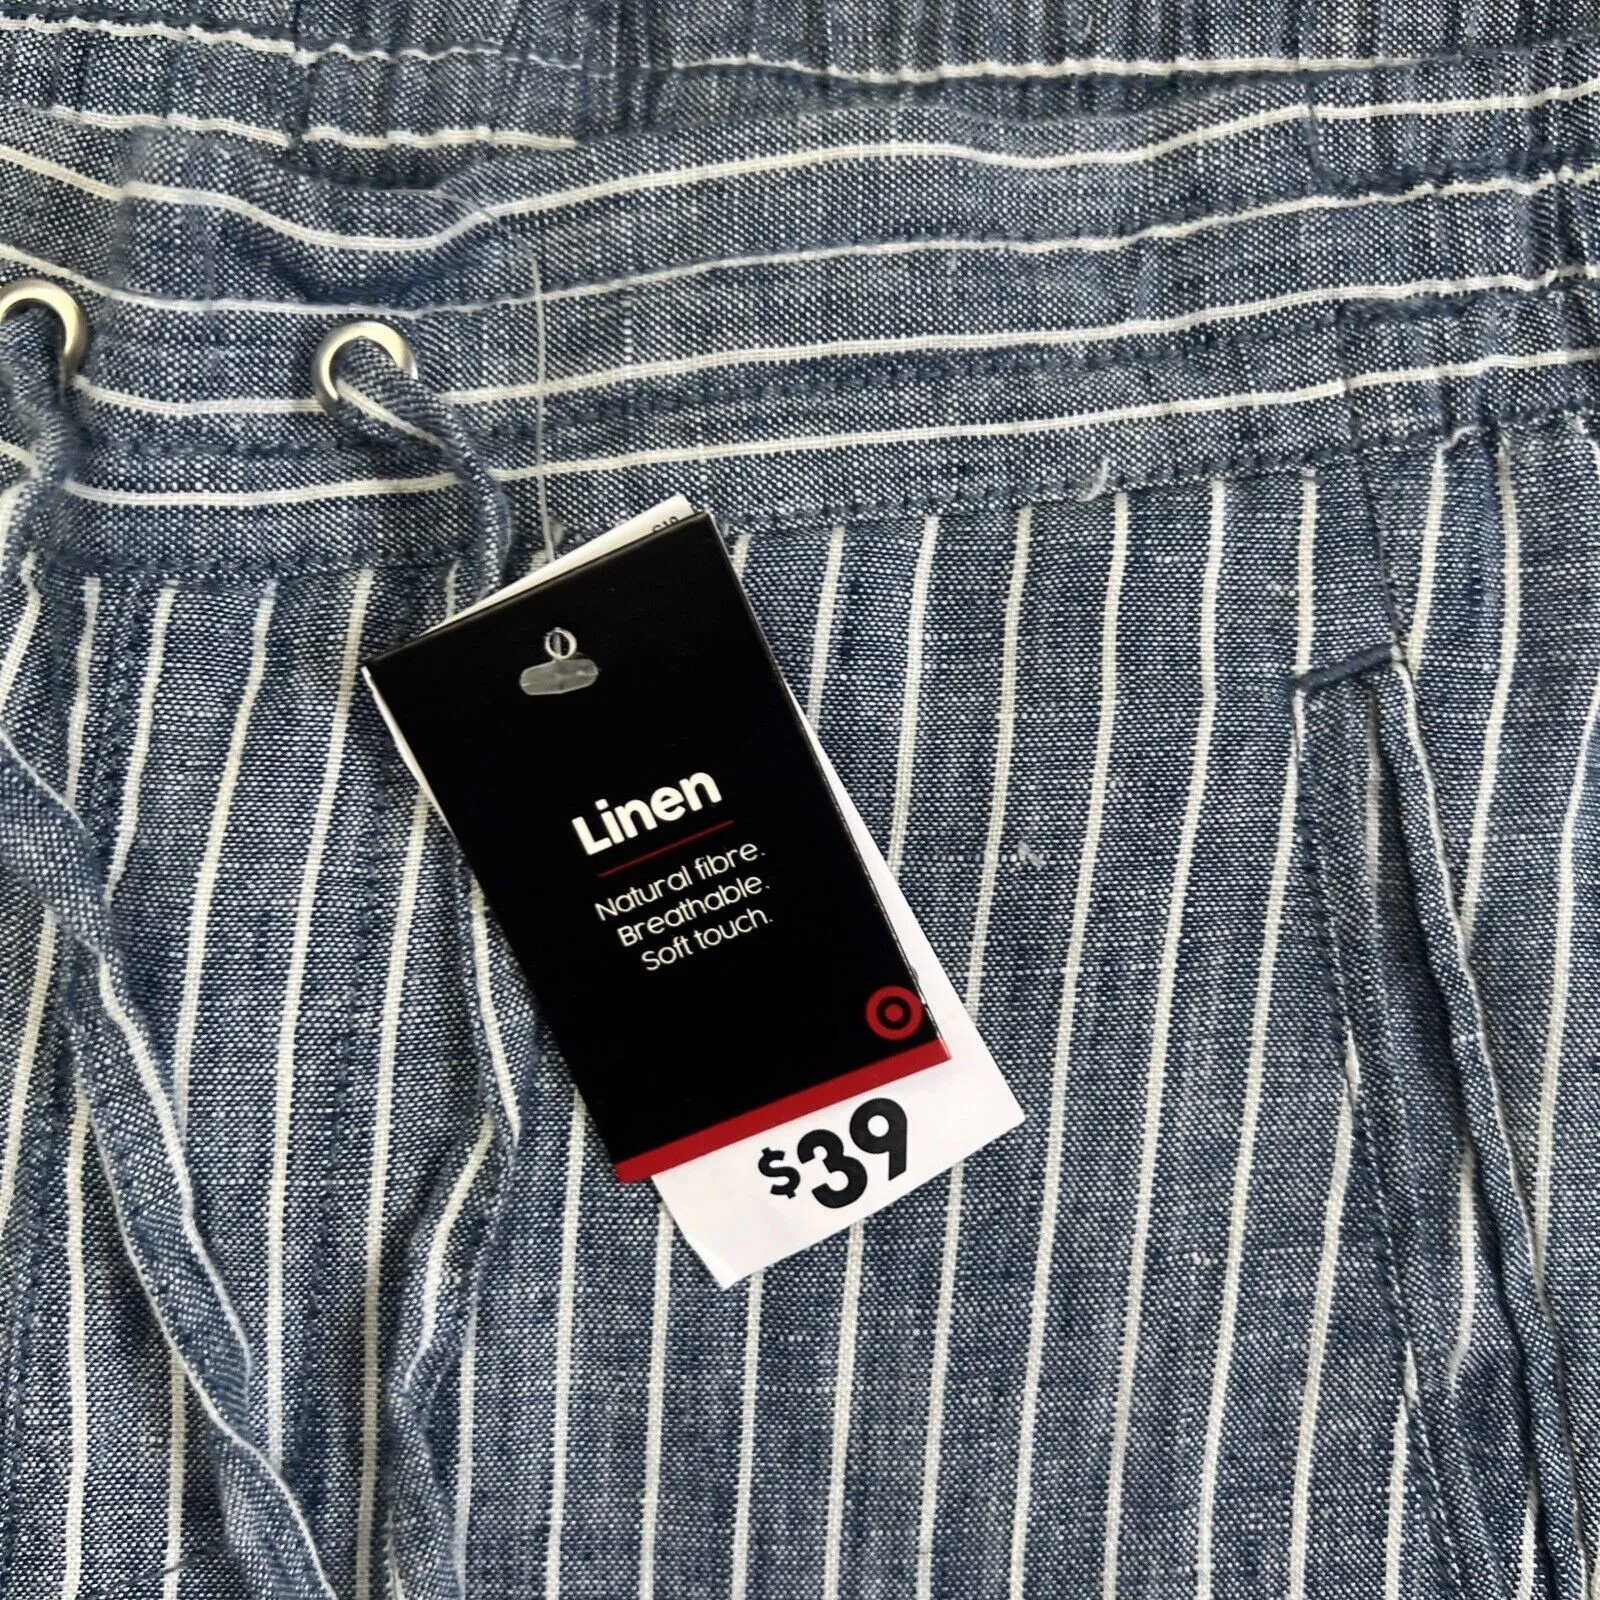 Linen
Natural fibre.
Breathable.
Soft touch.
$39